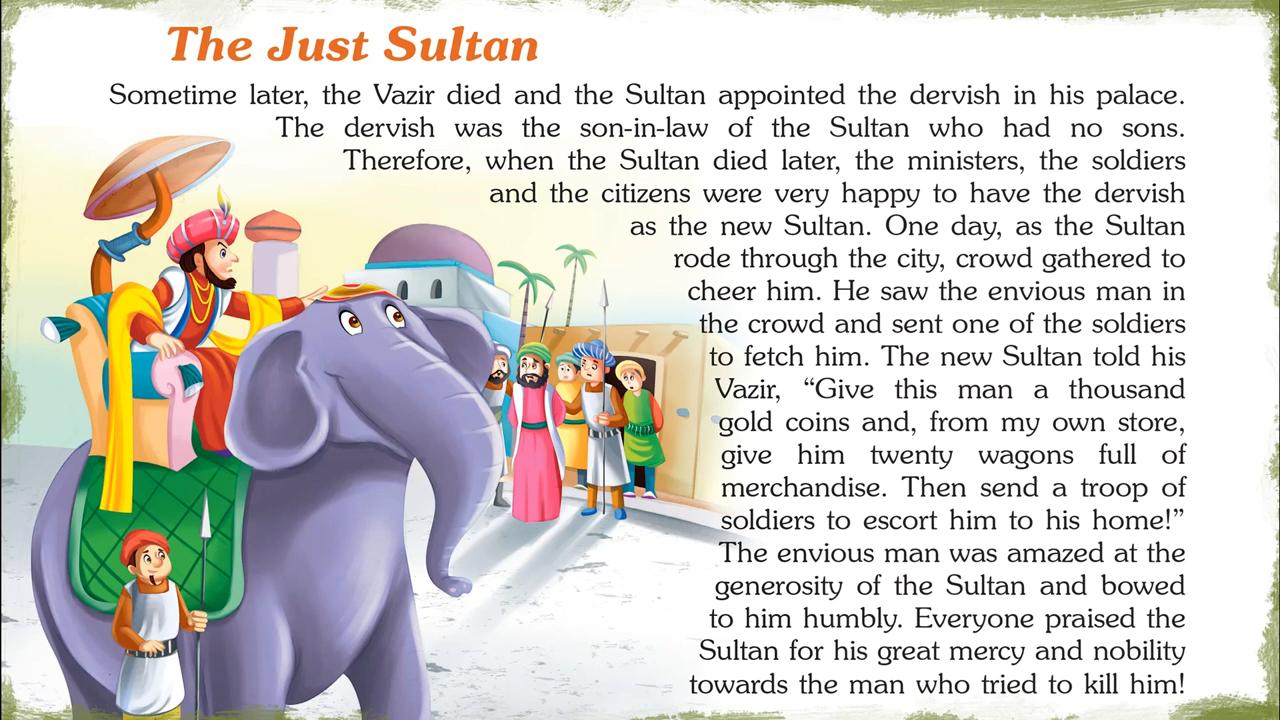 The Just Sultan
Sometime later, the Vazir died and the Sultan appointed the dervish in his palace.
The dervish was the son-in-law of the Sultan who had no sons.
Therefore, when the Sultan died later, the ministers, the soldiers
and the citizens were very happy to have the dervish
as the new Sultan. One day, as the Sultan
rode through the city, crowd gathered to
cheer him. He saw the envious man in
the crowd and sent one of the soldiers
to fetch him. The new Sultan told his
Vazir, “Give this man a thousand
gold coins and, from my own store,
give him twenty wagons full of
merchandise. Then send a troop of
soldiers to escort him to his home!”
The envious man was amazed at the
generosity of the Sultan and bowed
to him humbly. Everyone praised the
Sultan for his great mercy and nobility
towards the man who tried to kill him!